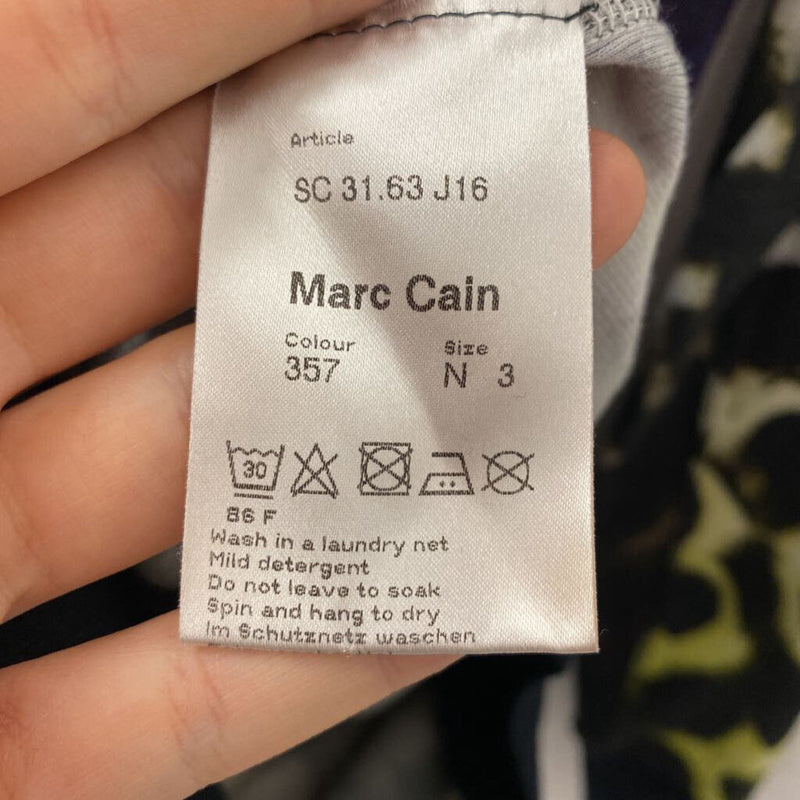 Article
SC 31.63 J16
Marc Cain
Colour Size
357 N 3
30
86 F
Wash in a laundry net
Mild detergent
Do not leave to soak
Spin and hang to dry
Im Schutznetz waschen